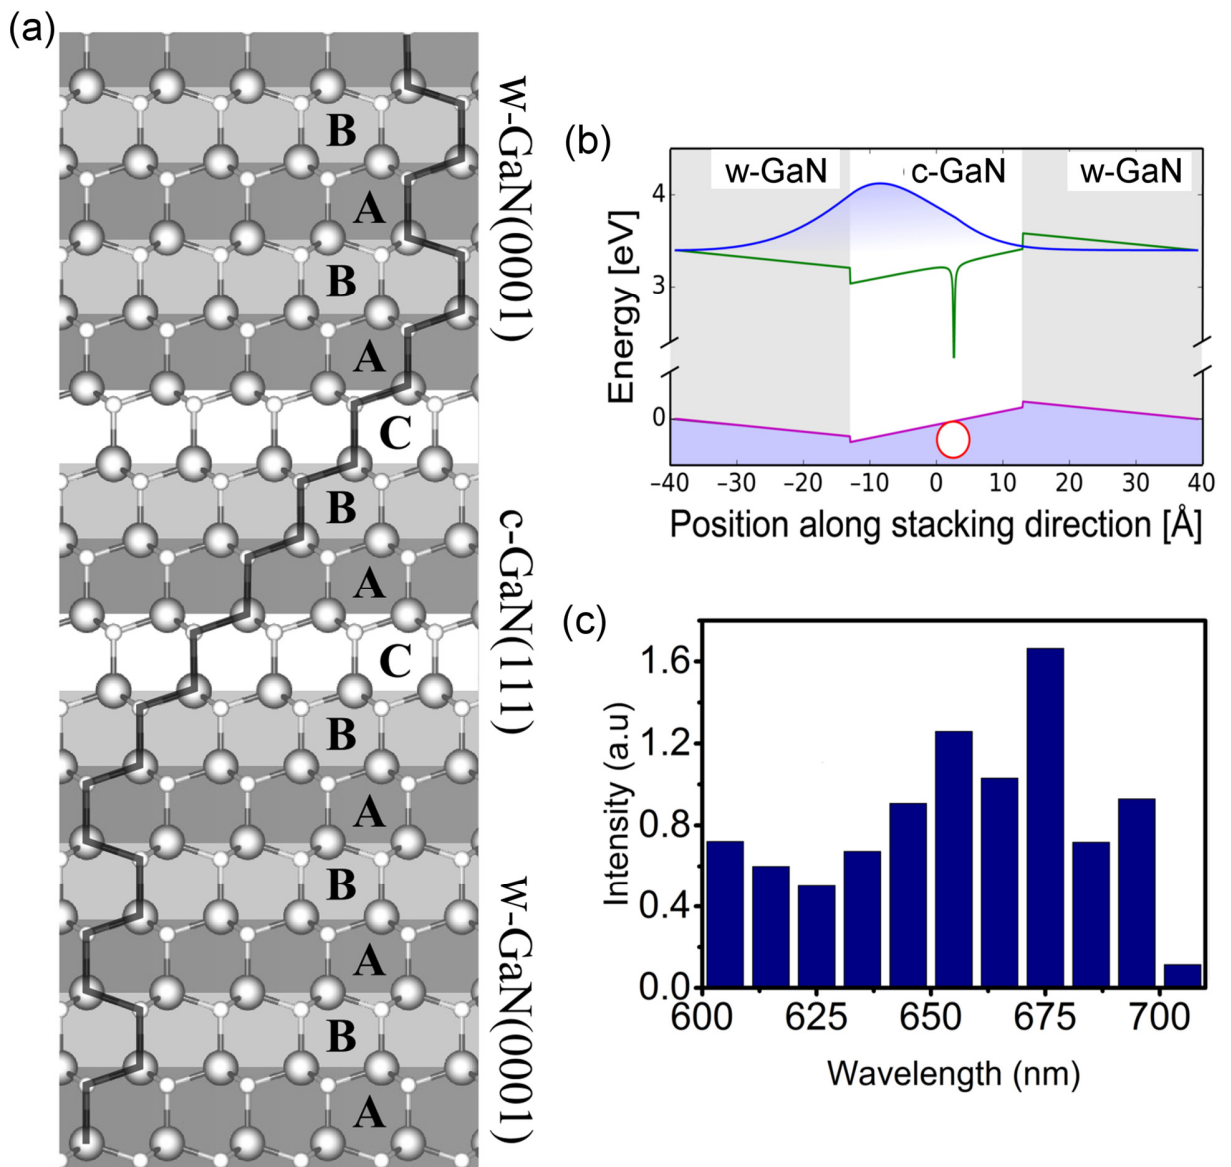 (a)
B
A
B
A
C
B
A
C
B
A
B
A
B
A
w-GaN(0001)
c-GaN(111)
w-GaN(0001)
(b)
w-GaN
c-GaN
w-GaN
Energy [eV]
4
3
0
−40 −30 −20 −10 0 10 20 30 40
Position along stacking direction [Å]
(c)
Intensity (a.u)
1.6
1.2
0.8
0.4
0.0
600 625 650 675 700
Wavelength (nm)